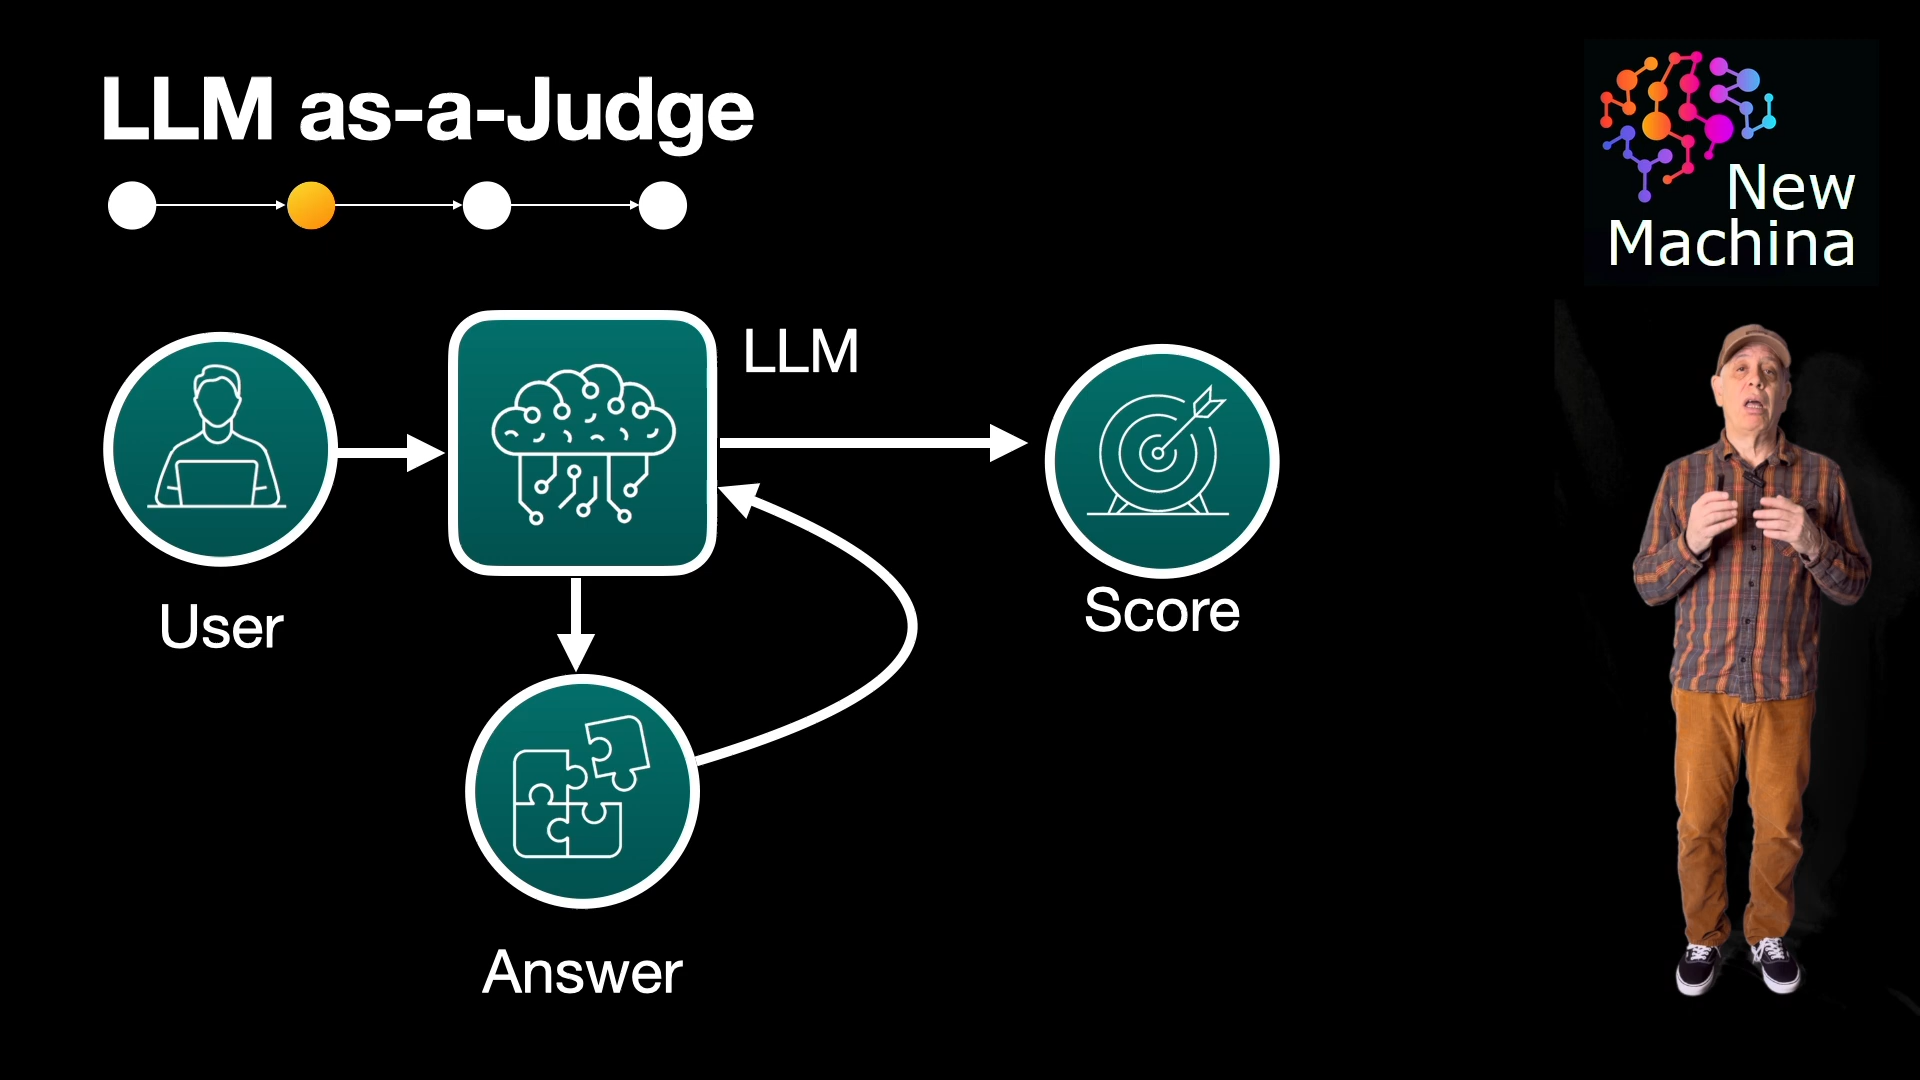 LLM as-a-Judge
New
Machina
LLM
User
Score
Answer